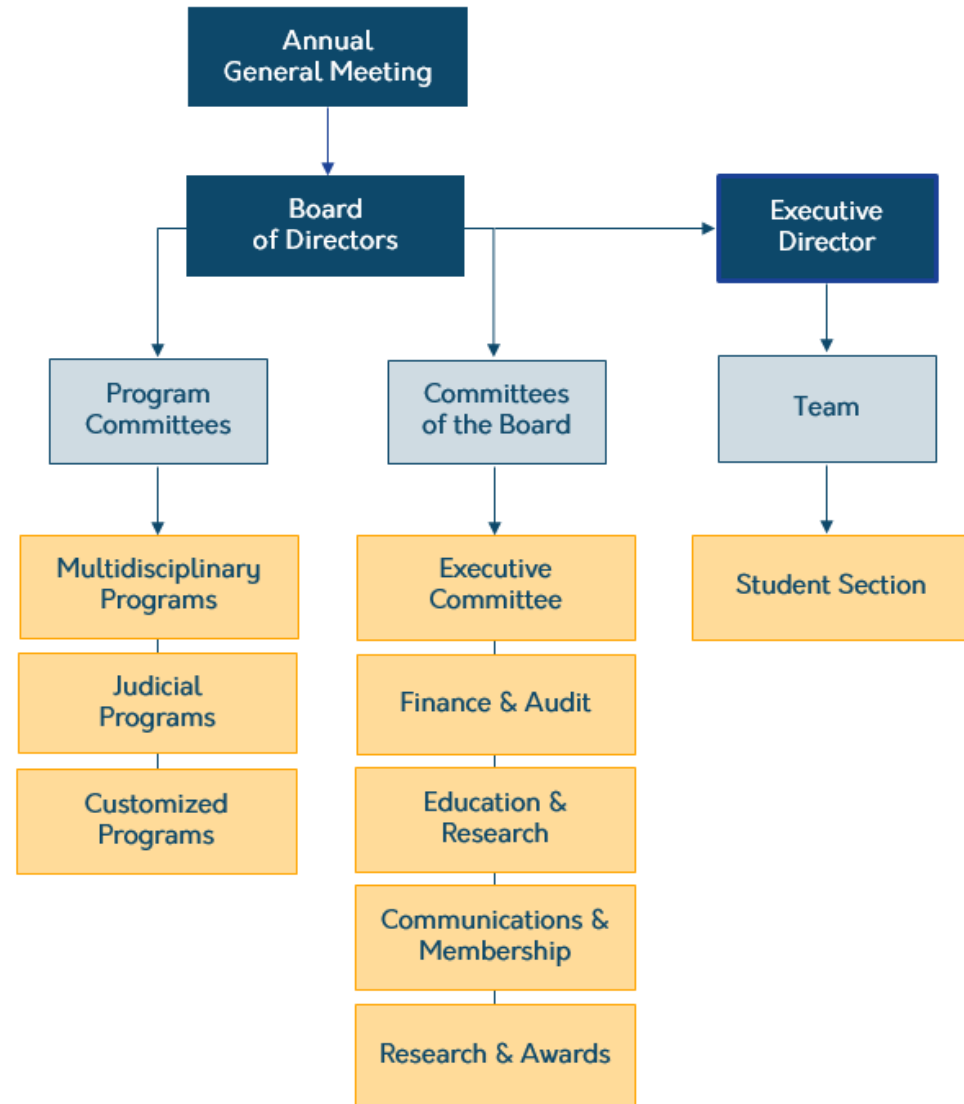 Annual
General Meeting
Board
of Directors
Executive
Director
Program
Committees
Committees
of the Board
Team
Multidisciplinary
Programs
Judicial
Programs
Customized
Programs
Executive
Committee
Finance & Audit
Education &
Research
Communications &
Membership
Research & Awards
Student Section